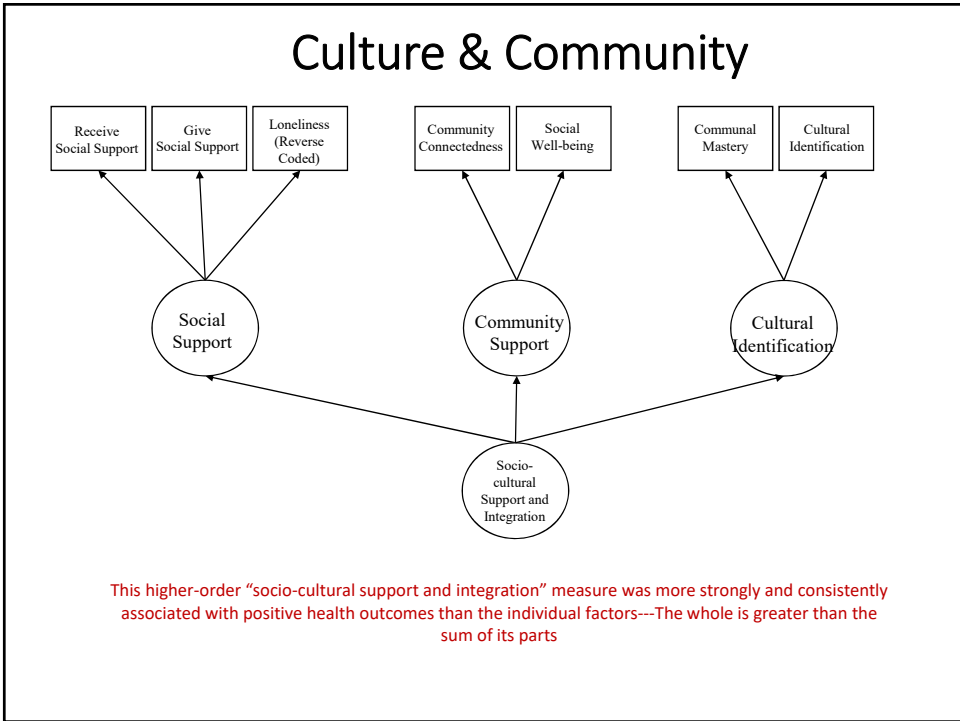 Culture & Community
Receive
Social Support
Give
Social Support
Loneliness
(Reverse
Coded)
Community
Connectedness
Social
Well-being
Communal
Mastery
Cultural
Identification
Social
Support
Community
Support
Cultural
Identification
Socio-
cultural
Support and
Integration
This higher-order “socio-cultural support and integration” measure was more strongly and consistently
associated with positive health outcomes than the individual factors---The whole is greater than the
sum of its parts